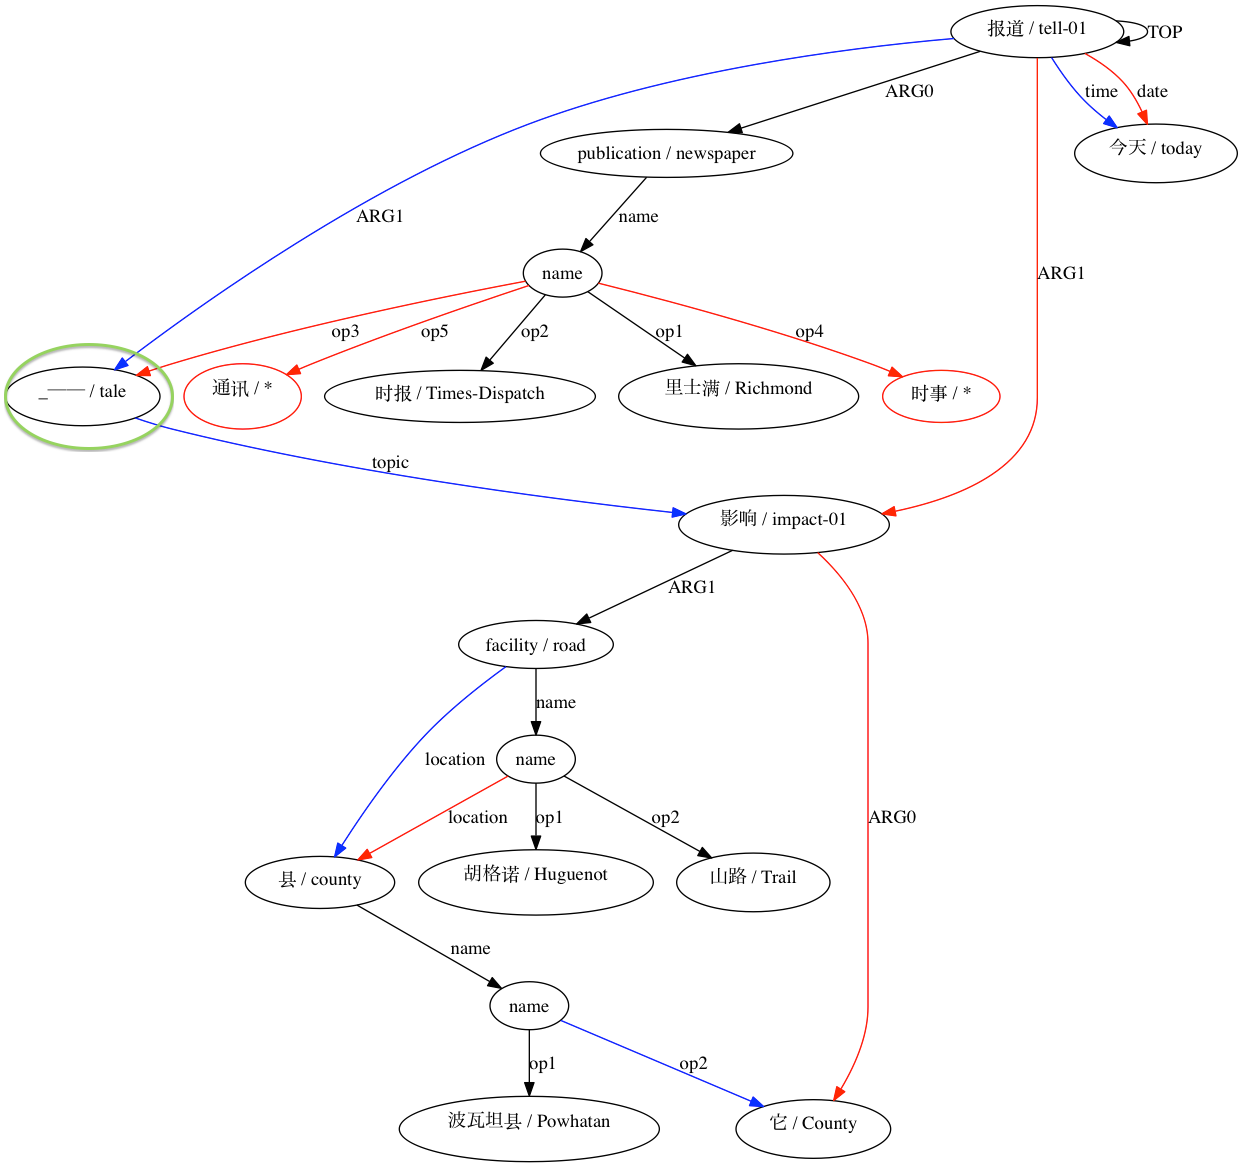 报道 / tell-01
TOP
ARG0
time
date
publication / newspaper
今天 / today
ARG1
name
name
ARG1
op3
op5
op2
op1
op4
_—— / tale
通讯 / *
时报 / Times-Dispatch
里士满 / Richmond
时事 / *
topic
影响 / impact-01
ARG1
facility / road
name
location
name
location
op1
op2
ARG0
县 / county
胡格诺 / Huguenot
山路 / Trail
name
name
op1
op2
波瓦坦县 / Powhatan
它 / County